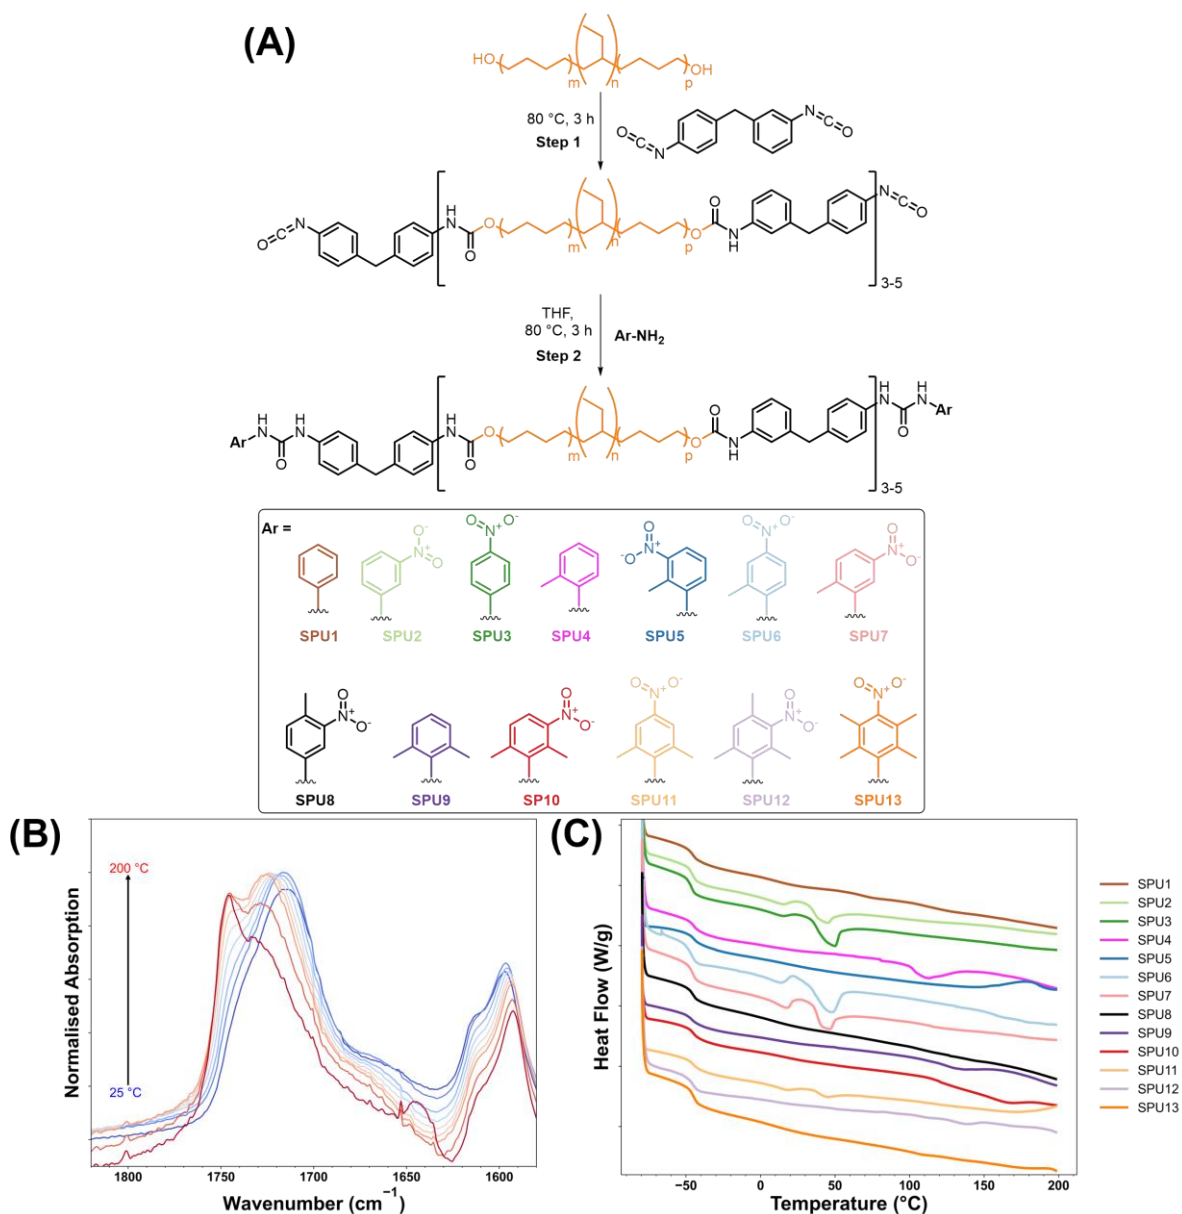 (A)
HO
m
n
p
OH
80 °C, 3 h
Step 1
O=C=N
N=C=O
O=C=N
H
N
O
O
m
n
p
O
O
N
H
N=C=O
3-5
THF,
80 °C, 3 h
Step 2
Ar-NH2
Ar
H
N
H
N
O
H
N
O
O
m
n
p
O
O
N
H
H
N
O
H
N
Ar
3-5
Ar =
O N+ O-
SPU1
SPU2
SPU3
SPU4
SPU5
SPU6
SPU7
SPU8
SPU9
SP10
SPU11
SPU12
SPU13
(B)
200 °C
25 °C
Normalised Absorption
1800
1750
1700
1650
1600
Wavenumber (cm−1)
(C)
Heat Flow (W/g)
−50
0
50
100
150
200
Temperature (°C)
SPU1
SPU2
SPU3
SPU4
SPU5
SPU6
SPU7
SPU8
SPU9
SPU10
SPU11
SPU12
SPU13